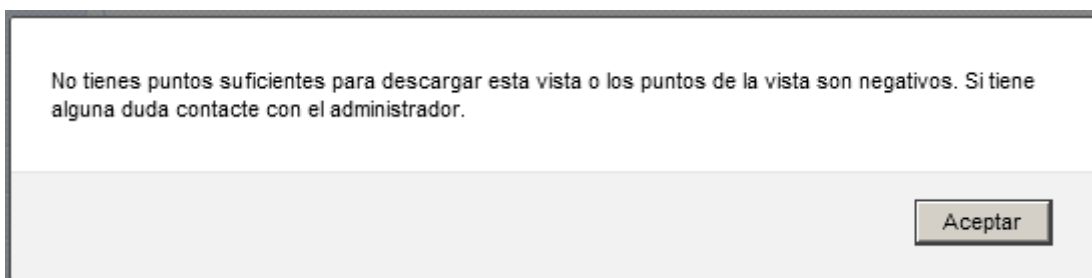 No tienes puntos suficientes para descargar esta vista o los puntos de la vista son negativos. Si tiene
alguna duda contacte con el administrador.
Aceptar